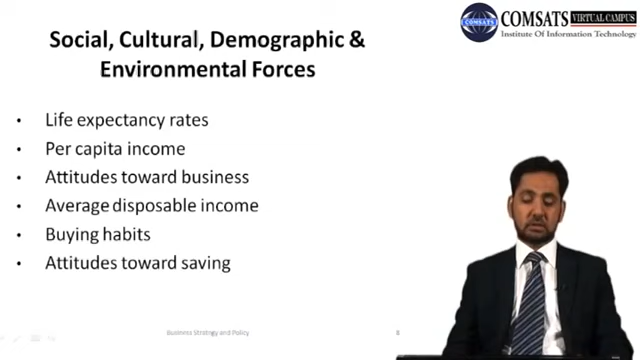 Social, Cultural, Demographic &
Environmental Forces
COMSATS VIRTUAL CAMPUS
Institute Of Information Technology
COMSATS
• Life expectancy rates
• Per capita income
• Attitudes toward business
• Average disposable income
• Buying habits
• Attitudes toward saving
Business Strategy and Policy
8